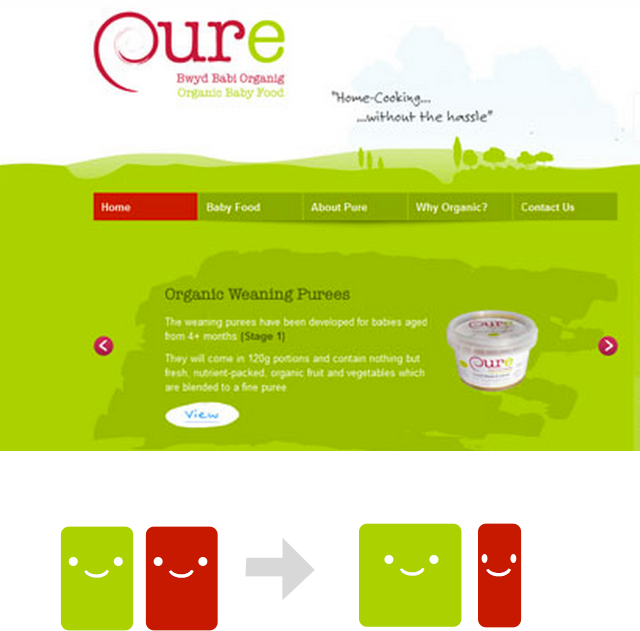 Pure
Bwyd Babi Organig
Organic Baby Food
"Home-Cooking...
...without the hassle"
Home
Baby Food
About Pure
Why Organic?
Contact Us
Organic Weaning Purees
The weaning purees have been developed for babies aged
from 4+ months (Stage 1)
They will come in 120g portions and contain nothing but
fresh, nutrient-packed, organic fruit and vegetables which
are blended to a fine puree
View
Pure
Pure